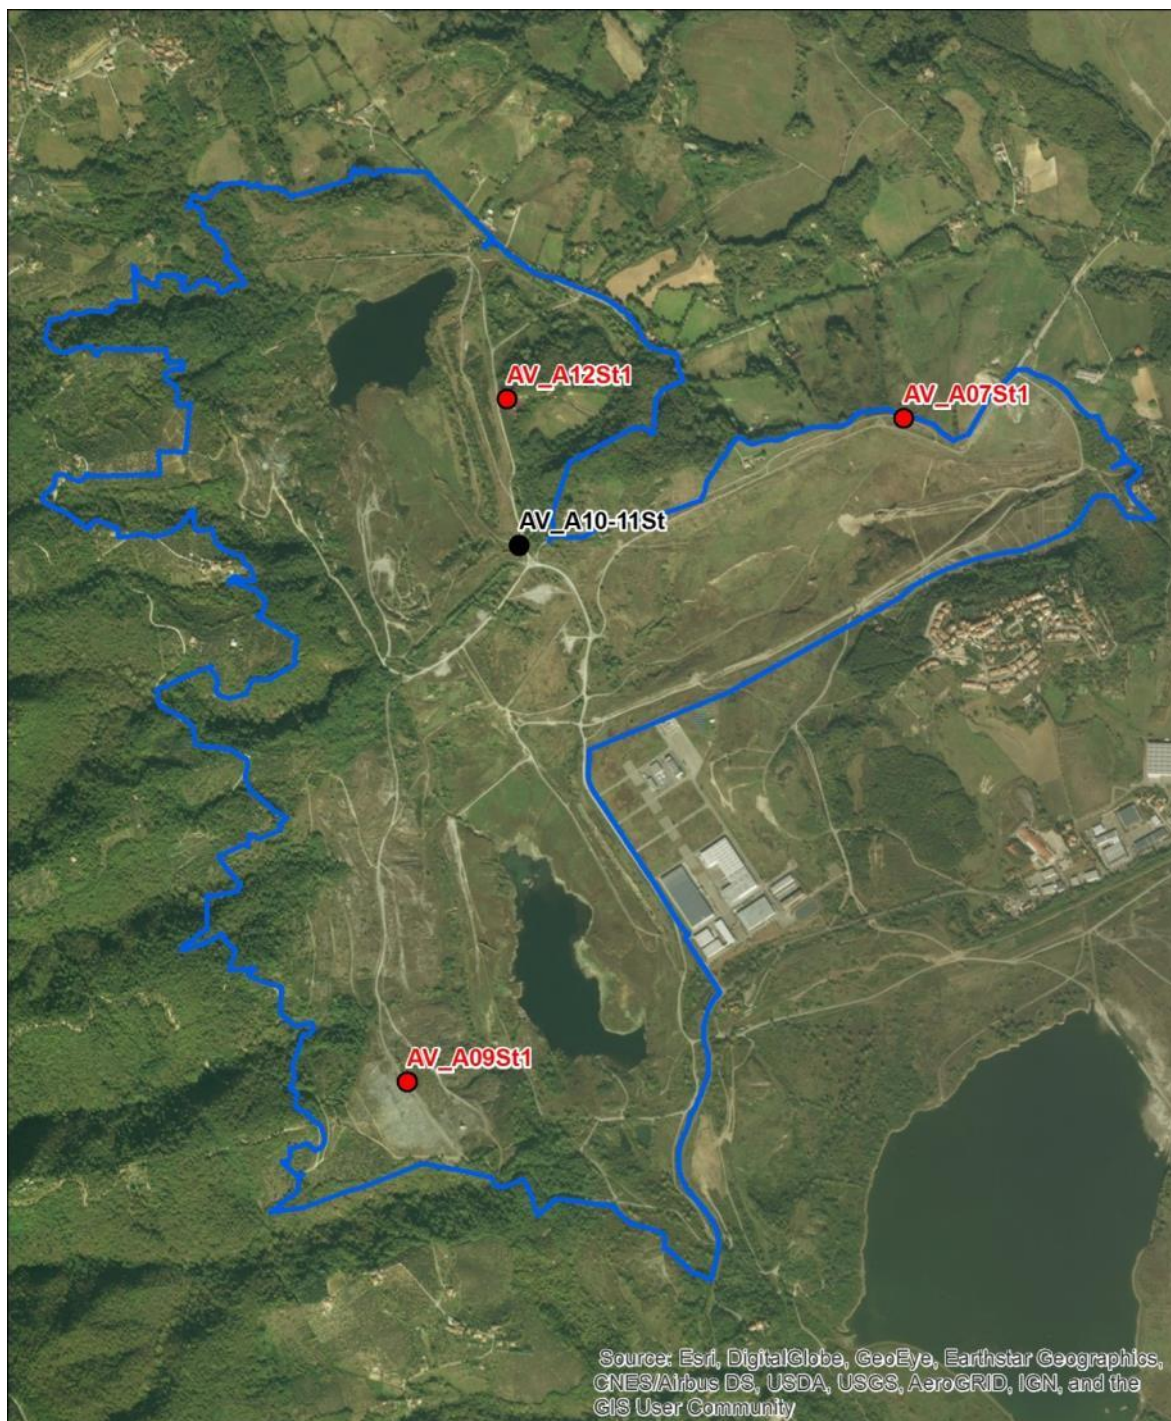 AV_A12St1
AV_A07St1
AV_A10-11St
AV_A09St1
Source: Esri, DigitalGlobe, GeoEye, Earthstar Geographics,
CNES/Airbus DS, USDA, USGS, AeroGRID, IGN, and the
GIS User Community